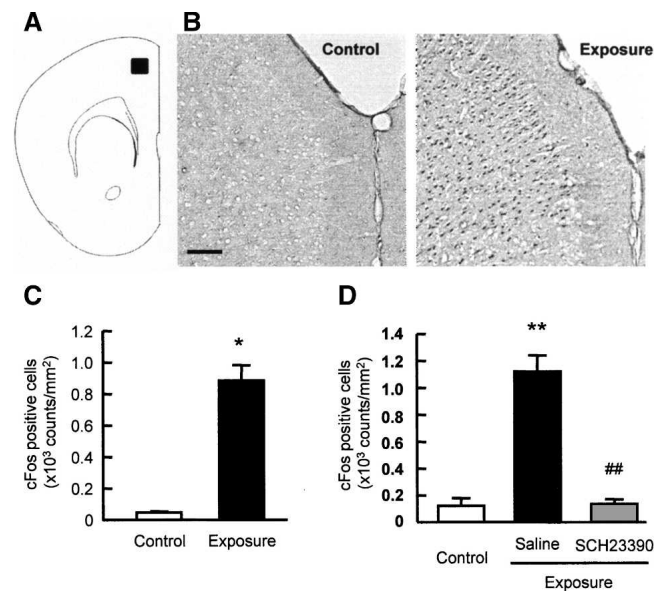 A
B
Control
Exposure
C
cFos positive cells
(x10³ counts/mm²)
1.2
1.0
0.8
0.6
0.4
0.2
0
*
Control
Exposure
D
cFos positive cells
(x10³ counts/mm²)
1.4
1.2
1.0
0.8
0.6
0.4
0.2
0
**
##
Control
Saline
SCH23390
Exposure